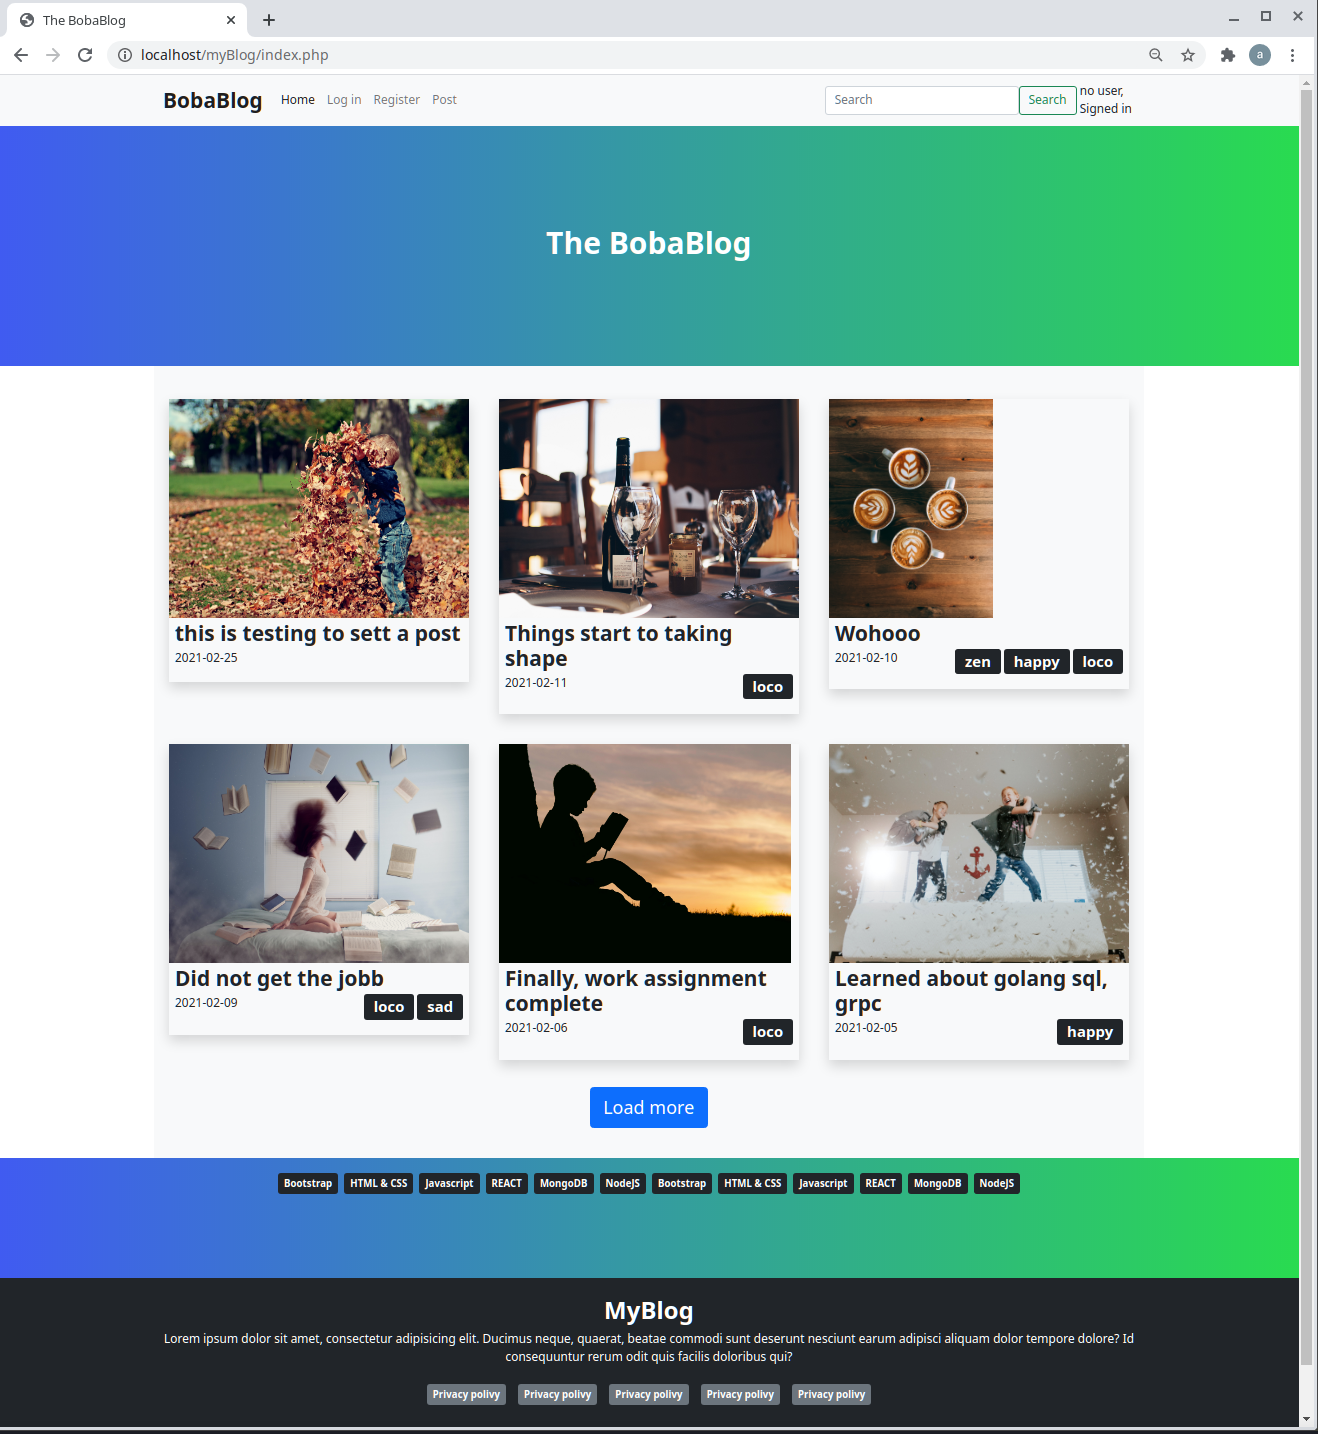 The BobaBlog
localhost/myBlog/index.php
a
BobaBlog Home Log in Register Post Search Search no user,
Signed in
The BobaBlog
this is testing to sett a post
2021-02-25
Things start to taking
shape
2021-02-11 loco
Wohooo
2021-02-10 zen happy loco
Did not get the jobb
2021-02-09 loco sad
Finally, work assignment
complete
2021-02-06 loco
Learned about golang sql,
grpc
2021-02-05 happy
Load more
Bootstrap HTML & CSS Javascript REACT MongoDB NodeJS Bootstrap HTML & CSS Javascript REACT MongoDB NodeJS
MyBlog
Lorem ipsum dolor sit amet, consectetur adipisicing elit. Ducimus neque, quaerat, beatae commodi sunt deserunt nesciunt earum adipisci aliquam dolor tempore dolore? Id
consequuntur rerum odit quis facilis doloribus qui?
Privacy polivy Privacy polivy Privacy polivy Privacy polivy Privacy polivy